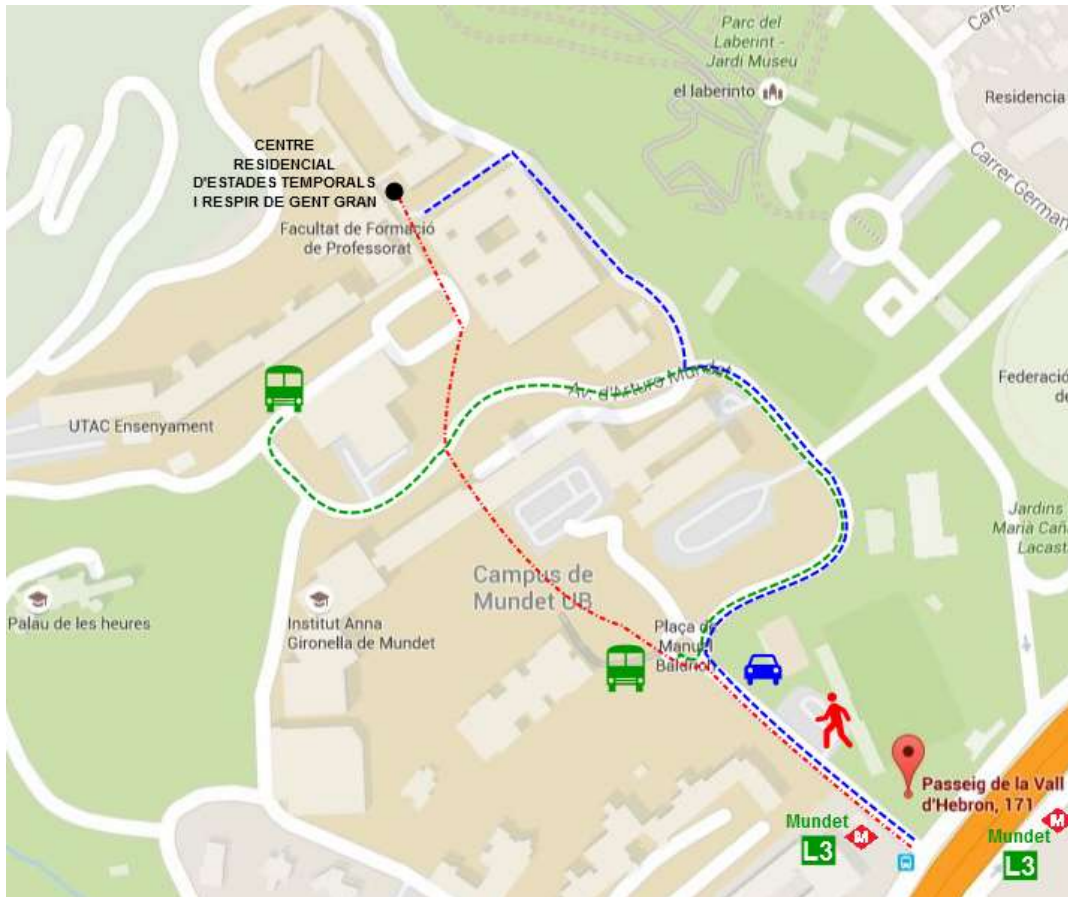 Parc del
Laberint -
Jardí Museu
el laberinto
Carrer
Residencia
Carrer German
CENTRE
RESIDENCIAL
D'ESTADES TEMPORALS
I RESPIR DE GENT GRAN
Facultat de Formació
de Professorat
Av. d'Arturo Mundet
Federació
de
UTAC Ensenyament
Jardins
Marià Cañ
Lacast
Campus de
Mundet UB
Palau de les heures
Institut Anna
Gironella de Mundet
Plaça de
Manuel
Passeig de la Vall
d'Hebron, 171
Mundet
M
L3
Mundet
M
L3